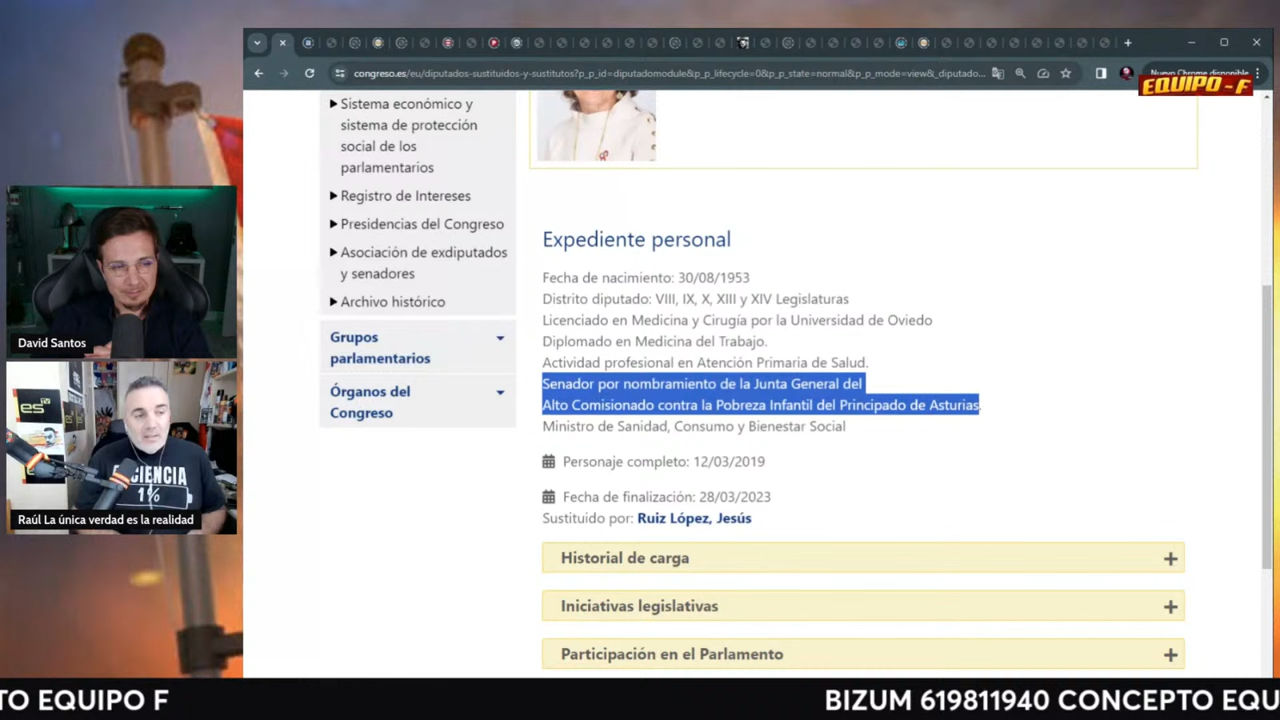 congreso.es/eu/diputados-sustituidos-y-sustitutos?p_p_id=diputadomodule&p_p_lifecycle=0&p_p_state=normal&p_p_mode=view&_diputado...
Nuevo Chrome disponible
EQUIPO-F
Sistema económico y
sistema de protección
social de los
parlamentarios
Registro de Intereses
Presidencias del Congreso
Asociación de exdiputados
y senadores
Archivo histórico
Grupos
parlamentarios
Órganos del
Congreso
Expediente personal
Fecha de nacimiento: 30/08/1953
Distrito diputado: VIII, IX, X, XIII y XIV Legislaturas
Licenciado en Medicina y Cirugía por la Universidad de Oviedo
Diplomado en Medicina del Trabajo.
Actividad profesional en Atención Primaria de Salud.
Senador por nombramiento de la Junta General del
Alto Comisionado contra la Pobreza Infantil del Principado de Asturias.
Ministro de Sanidad, Consumo y Bienestar Social
Personaje completo: 12/03/2019
Fecha de finalización: 28/03/2023
Sustituido por: Ruiz López, Jesús
Historial de carga
Iniciativas legislativas
Participación en el Parlamento
David Santos
es
CIENCIA
1%
Raúl La única verdad es la realidad
TO EQUIPO F
BIZUM 619811940 CONCEPTO EQU